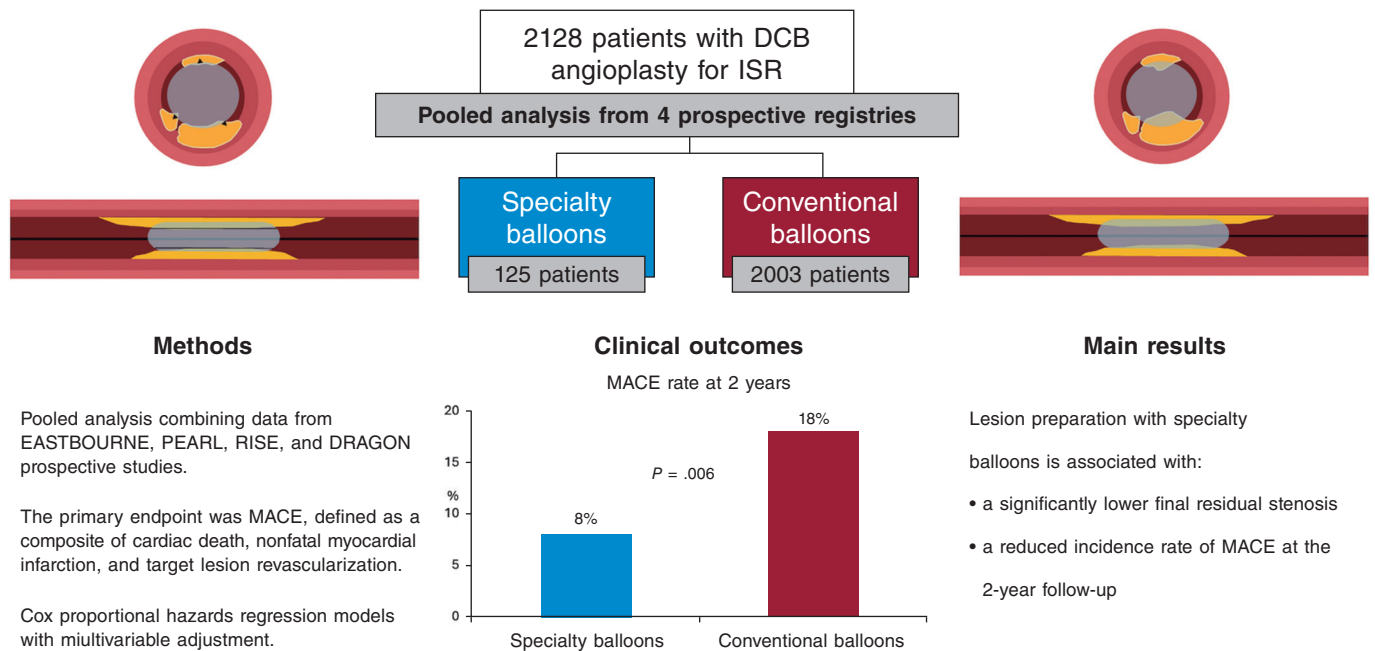 2128 patients with DCB
angioplasty for ISR
Pooled analysis from 4 prospective registries
Specialty
balloons
125 patients
Conventional
balloons
2003 patients
Methods
Pooled analysis combining data from
EASTBOURNE, PEARL, RISE, and DRAGON
prospective studies.
The primary endpoint was MACE, defined as a
composite of cardiac death, nonfatal myocardial
infarction, and target lesion revascularization.
Cox proportional hazards regression models
with miultivariable adjustment.
Clinical outcomes
MACE rate at 2 years
20
15
%
10
5
0
8%
P = .006
18%
Specialty balloons
Conventional balloons
Main results
Lesion preparation with specialty
balloons is associated with:
• a significantly lower final residual stenosis
• a reduced incidence rate of MACE at the
2-year follow-up